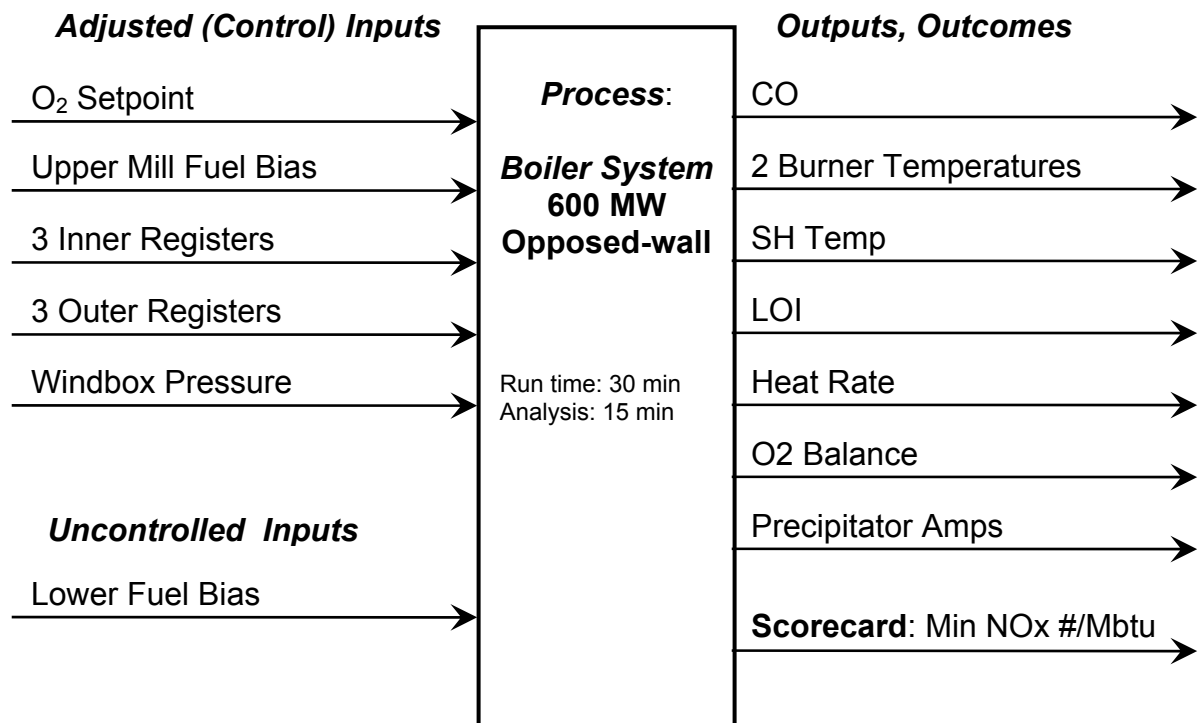 Adjusted (Control) Inputs
O₂ Setpoint
Upper Mill Fuel Bias
3 Inner Registers
3 Outer Registers
Windbox Pressure
Uncontrolled Inputs
Lower Fuel Bias
Process:
Boiler System
600 MW
Opposed-wall
Run time: 30 min
Analysis: 15 min
Outputs, Outcomes
CO
2 Burner Temperatures
SH Temp
LOI
Heat Rate
O2 Balance
Precipitator Amps
Scorecard: Min NOx #/Mbtu